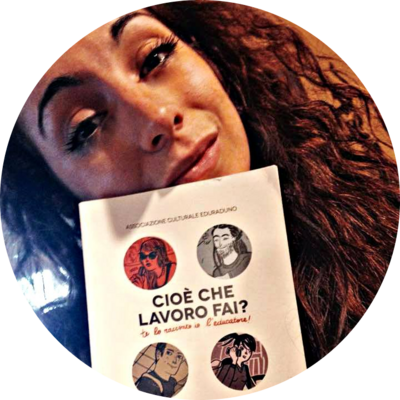 ASSOCIAZIONE CULTURALE EDURADUNO
CIOÈ CHE
LAVORO FAI?
te lo racconto io l'educatore!